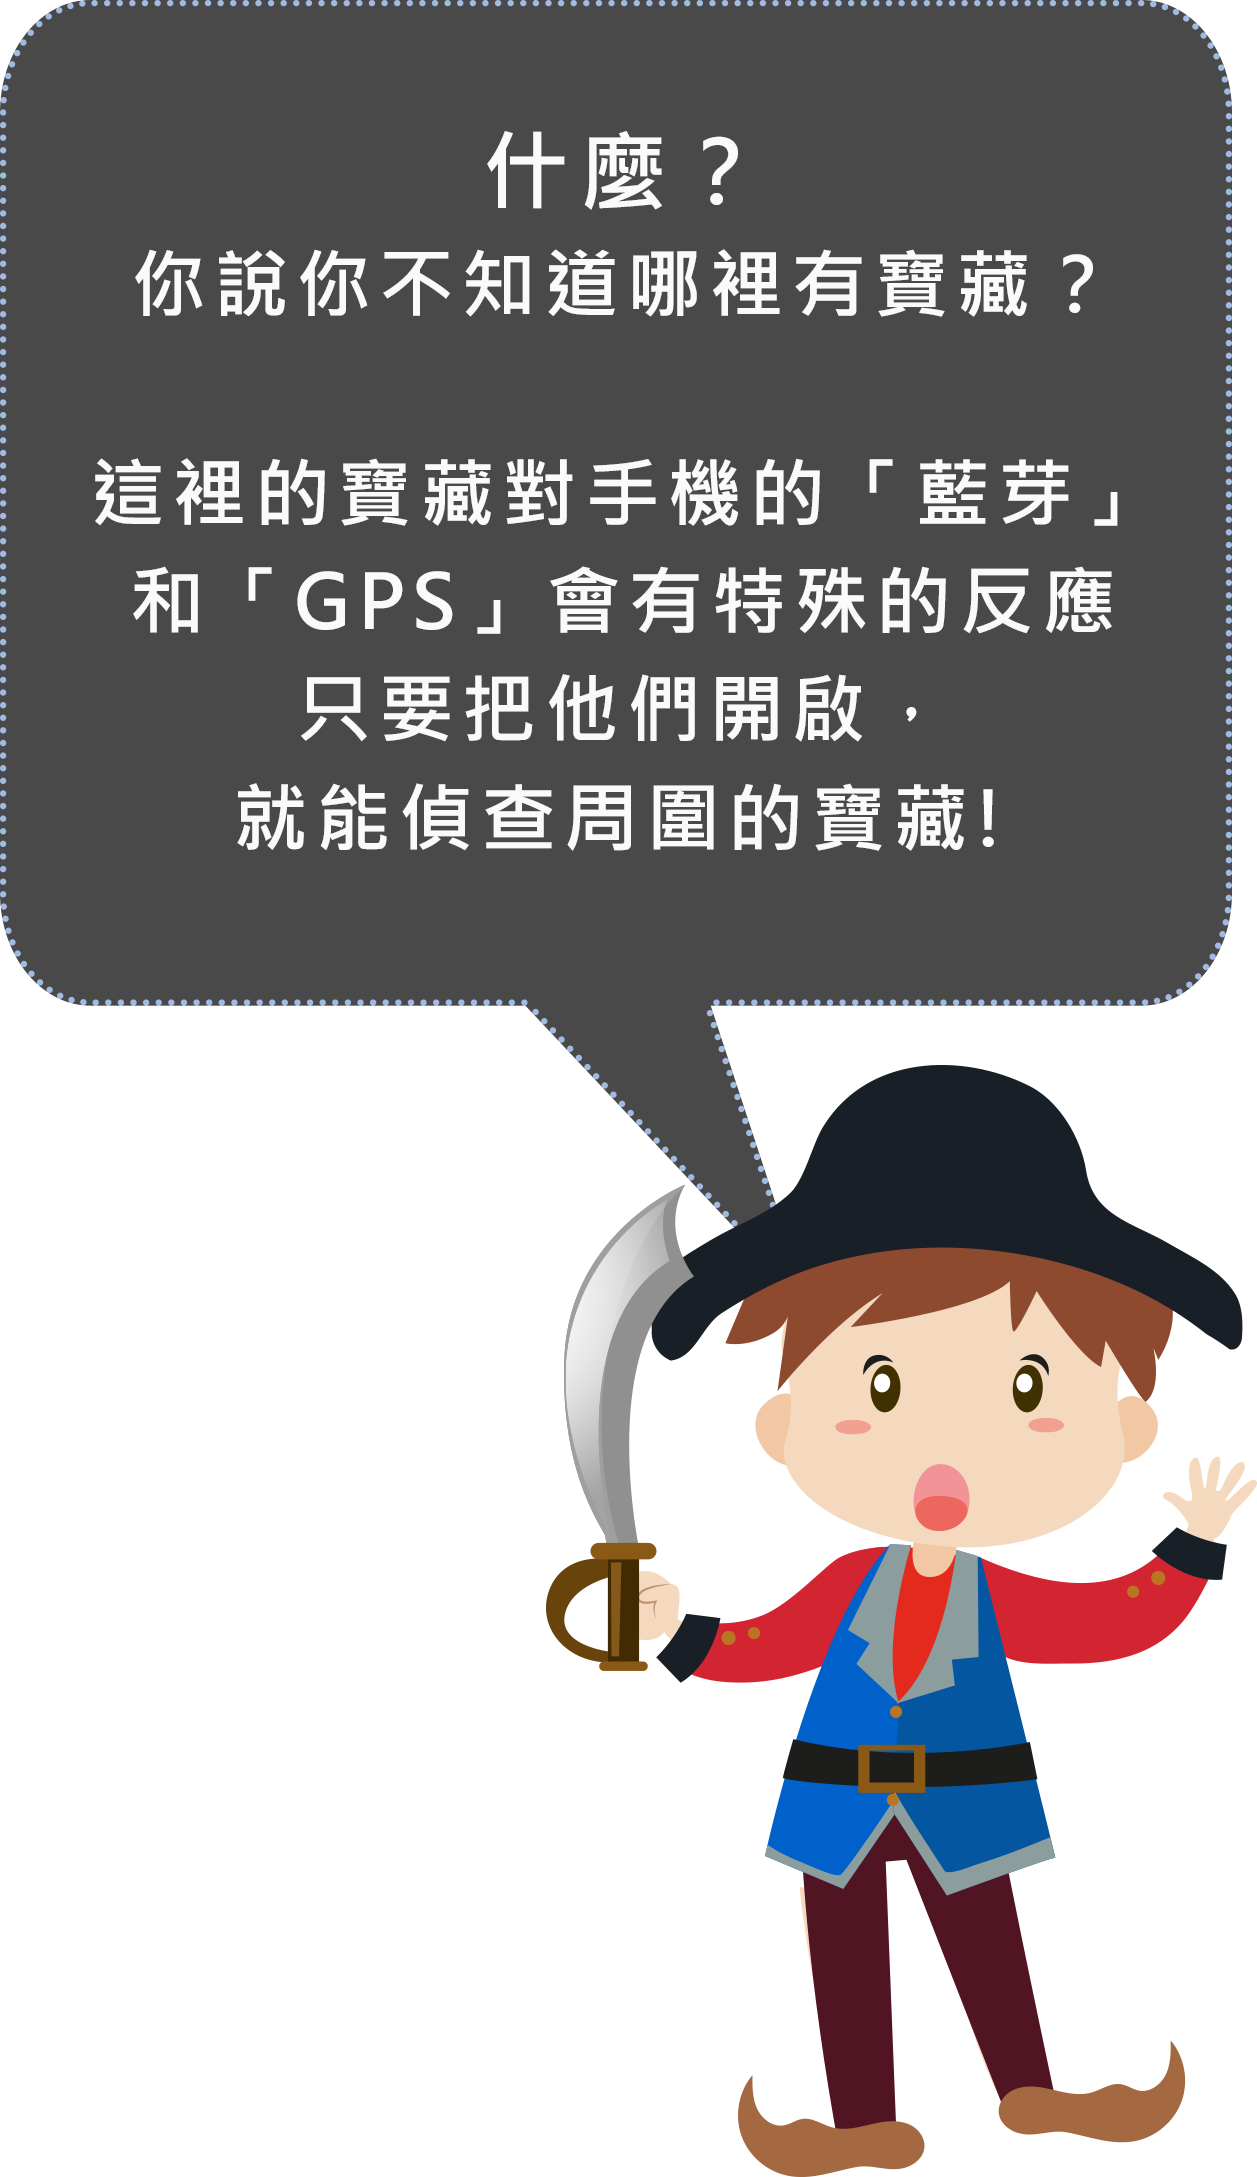 什麼？
你說你不知道哪裡有寶藏？
這裡的寶藏對手機的「藍芽」
和「GPS」會有特殊的反應
只要把他們開啟，
就能偵查周圍的寶藏!